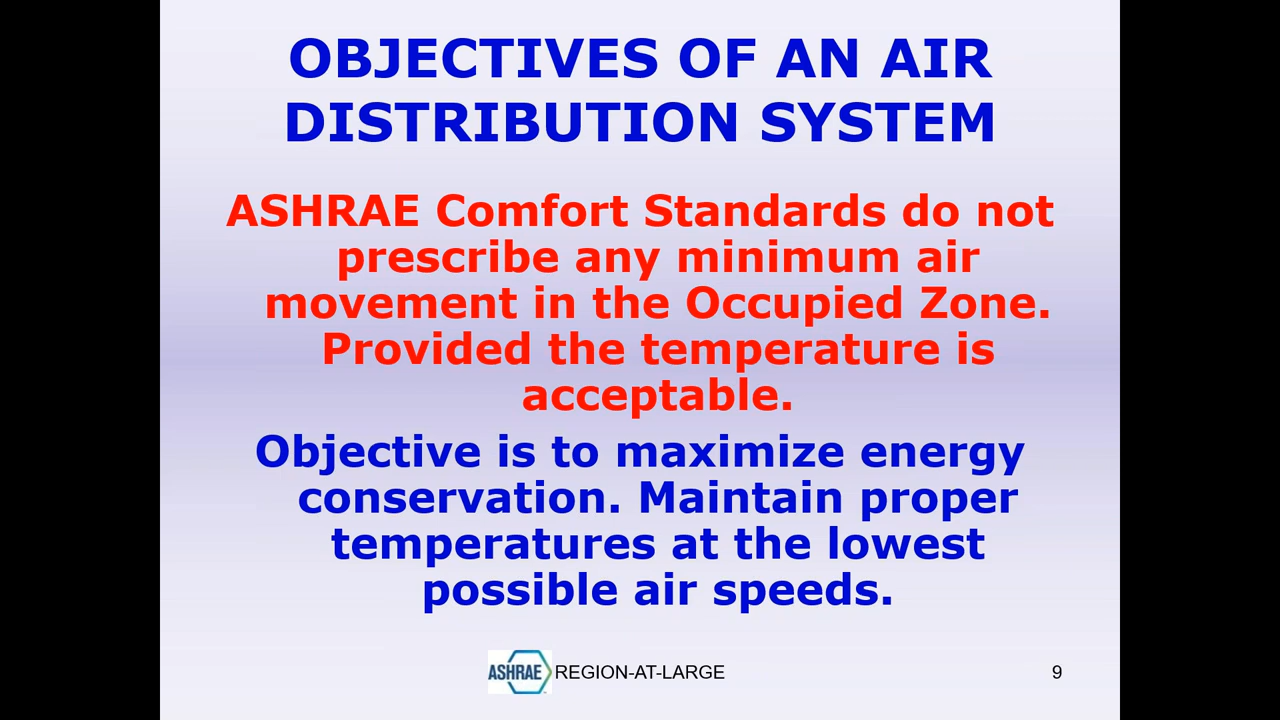 OBJECTIVES OF AN AIR
DISTRIBUTION SYSTEM
ASHRAE Comfort Standards do not
prescribe any minimum air
movement in the Occupied Zone.
Provided the temperature is
acceptable.
Objective is to maximize energy
conservation. Maintain proper
temperatures at the lowest
possible air speeds.
ASHRAE REGION-AT-LARGE 9